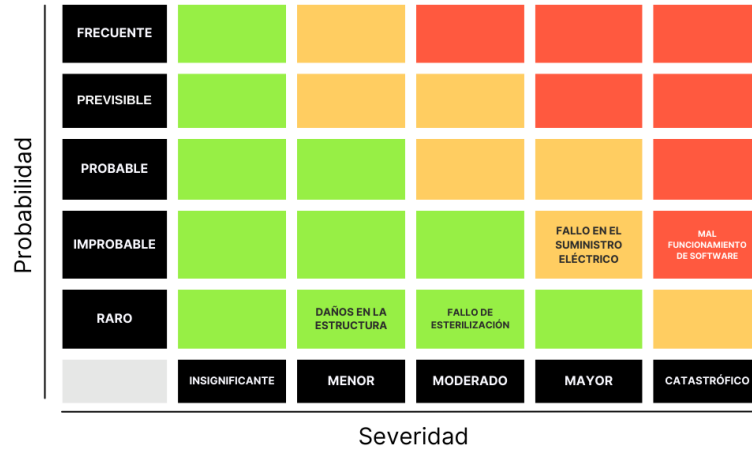 Probabilidad
FRECUENTE
PREVISIBLE
PROBABLE
IMPROBABLE
FALLO EN EL
SUMINISTRO
ELÉCTRICO
MAL
FUNCIONAMIENTO
DE SOFTWARE
RARO
DAÑOS EN LA
ESTRUCTURA
FALLO DE
ESTERILIZACIÓN
INSIGNIFICANTE
MENOR
MODERADO
MAYOR
CATASTRÓFICO
Severidad